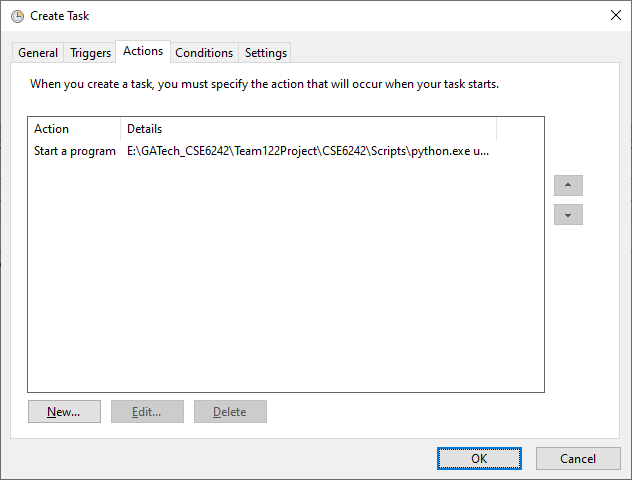 Create Task
General Triggers Actions Conditions Settings
When you create a task, you must specify the action that will occur when your task starts.
Action Details
Start a program E:\GATech_CSE6242\Team122Project\CSE6242\Scripts\python.exe u...
New... Edit... Delete
OK Cancel